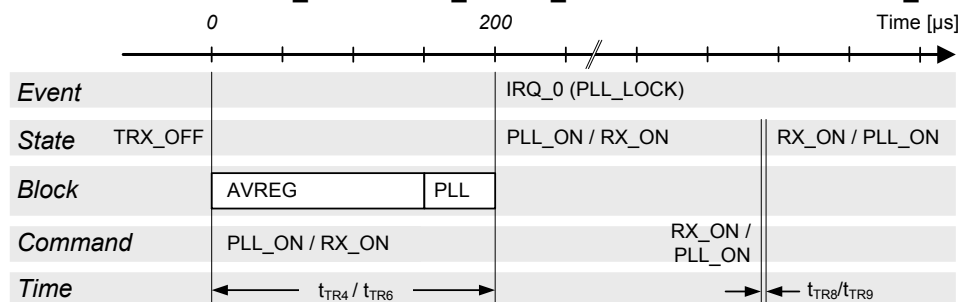 0 200 Time [µs]
Event IRQ_0 (PLL_LOCK)
State TRX_OFF PLL_ON / RX_ON RX_ON / PLL_ON
Block AVREG PLL
Command PLL_ON / RX_ON RX_ON /
PLL_ON
Time tTR4 / tTR6 tTR8/tTR9